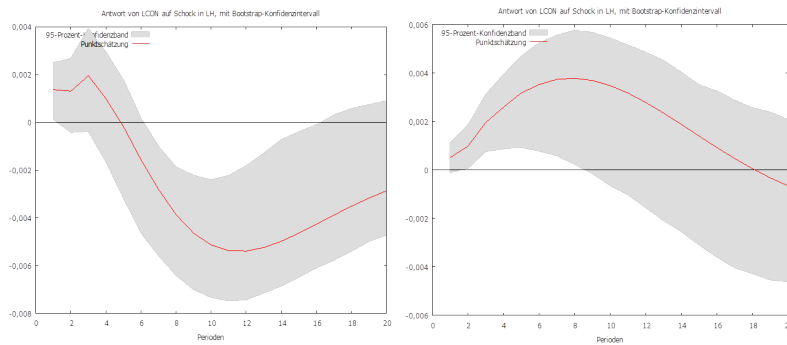 Antwort von LCON auf Schock in LH, mit Bootstrap-Konfidenzintervall
95-Prozent-Konfidenzband
Punktschätzung
0,004
0,002
0
-0,002
-0,004
-0,006
-0,008
0 2 4 6 8 10 12 14 16 18 20
Perioden
Antwort von LCON auf Schock in LH, mit Bootstrap-Konfidenzintervall
95-Prozent-Konfidenzband
Punktschätzung
0,006
0,004
0,002
0
-0,002
-0,004
-0,006
0 2 4 6 8 10 12 14 16 18 20
Perioden